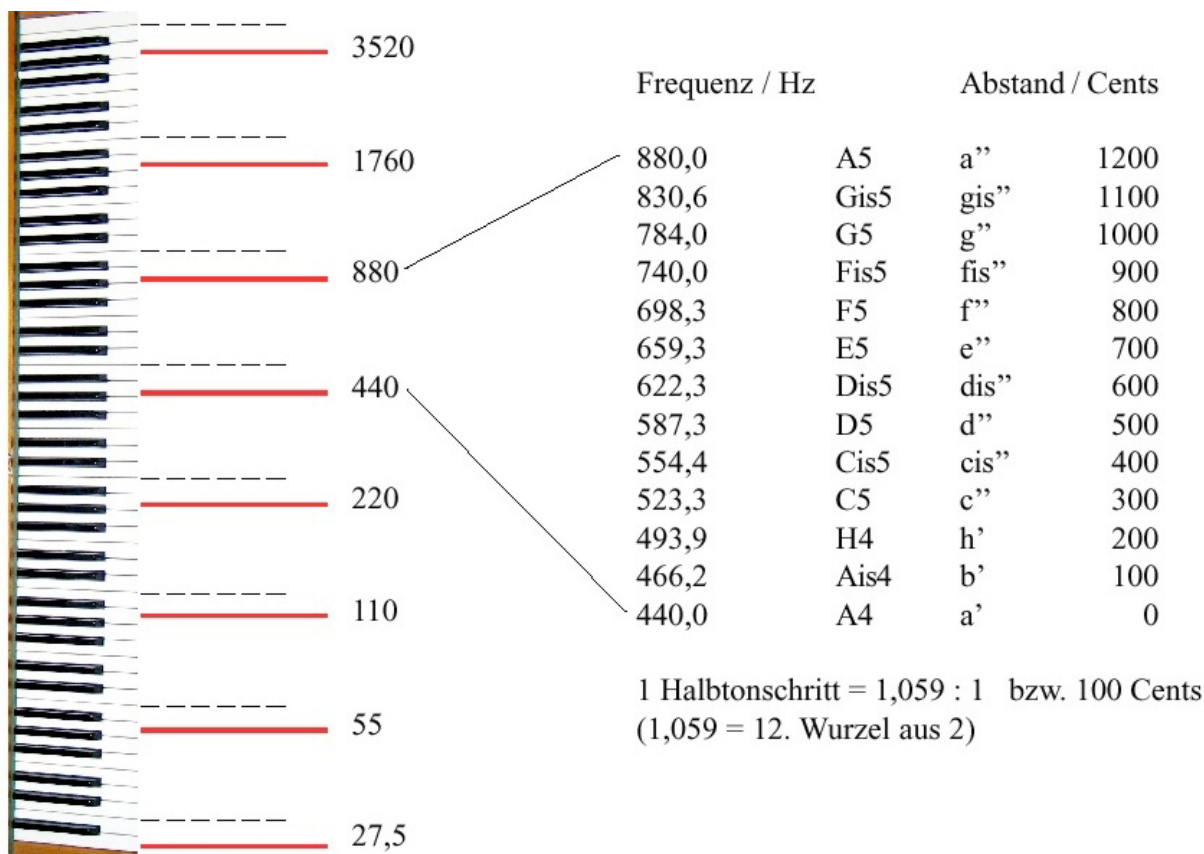 3520
1760
880
440
220
110
55
27,5
Frequenz / Hz Abstand / Cents
880,0 A5 a’’ 1200
830,6 Gis5 gis’’ 1100
784,0 G5 g’’ 1000
740,0 Fis5 fis’’ 900
698,3 F5 f’’ 800
659,3 E5 e’’ 700
622,3 Dis5 dis’’ 600
587,3 D5 d’’ 500
554,4 Cis5 cis’’ 400
523,3 C5 c’’ 300
493,9 H4 h’ 200
466,2 Ais4 b’ 100
440,0 A4 a’ 0
1 Halbtonschritt = 1,059 : 1 bzw. 100 Cents
(1,059 = 12. Wurzel aus 2)